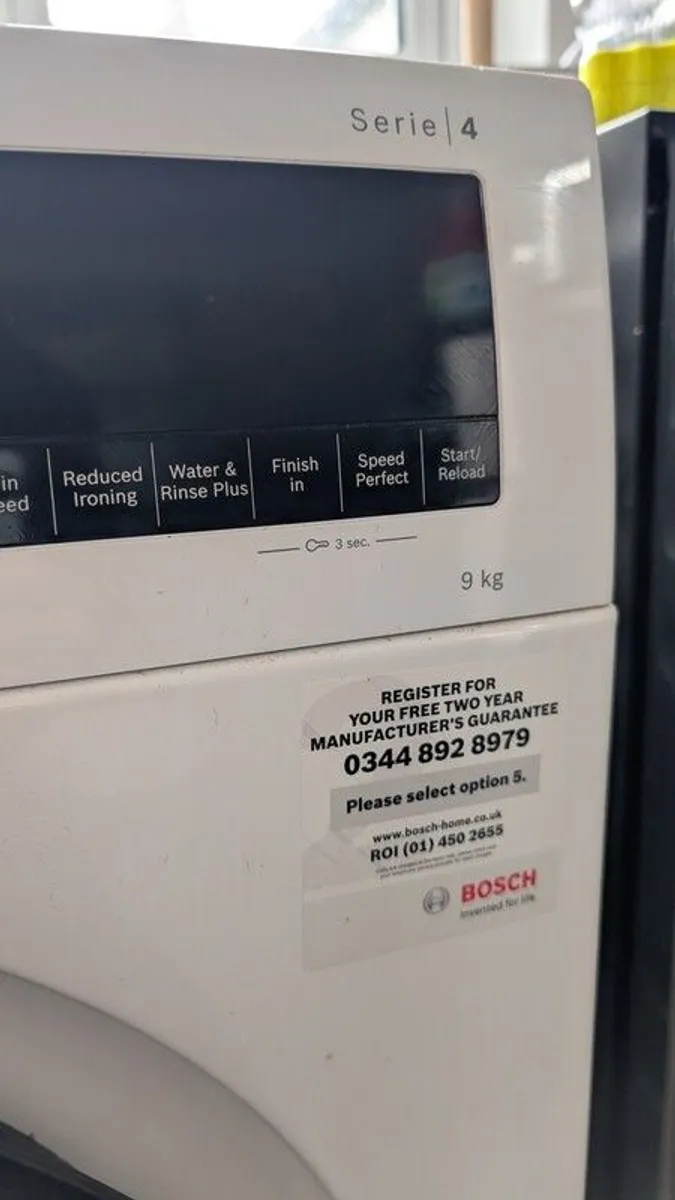 Serie | 4
in
eed
Reduced
Ironing
Water &
Rinse Plus
Finish
in
Speed
Perfect
Start/
Reload
3 sec.
9 kg
REGISTER FOR
YOUR FREE TWO YEAR
MANUFACTURER'S GUARANTEE
0344 892 8979
Please select option 5.
www.bosch-home.co.uk
ROI (01) 450 2655
BOSCH
Invented for life